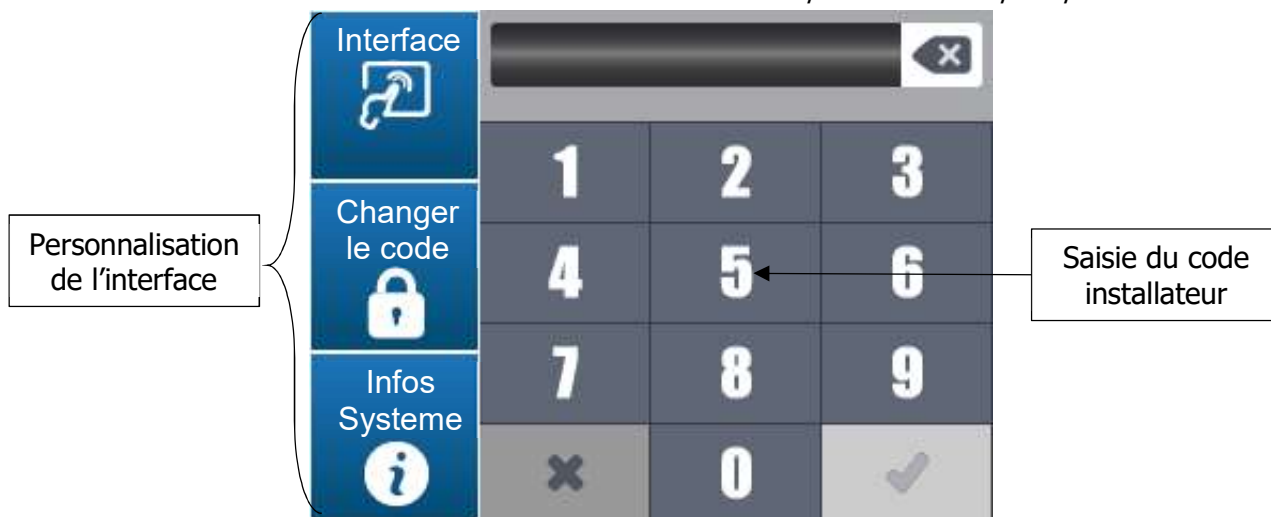 Interface
1 2 3
Changer
le code
Personnalisation
de l'interface
4 5 6
Saisie du code
installateur
7 8 9
Infos
Systeme
i
0